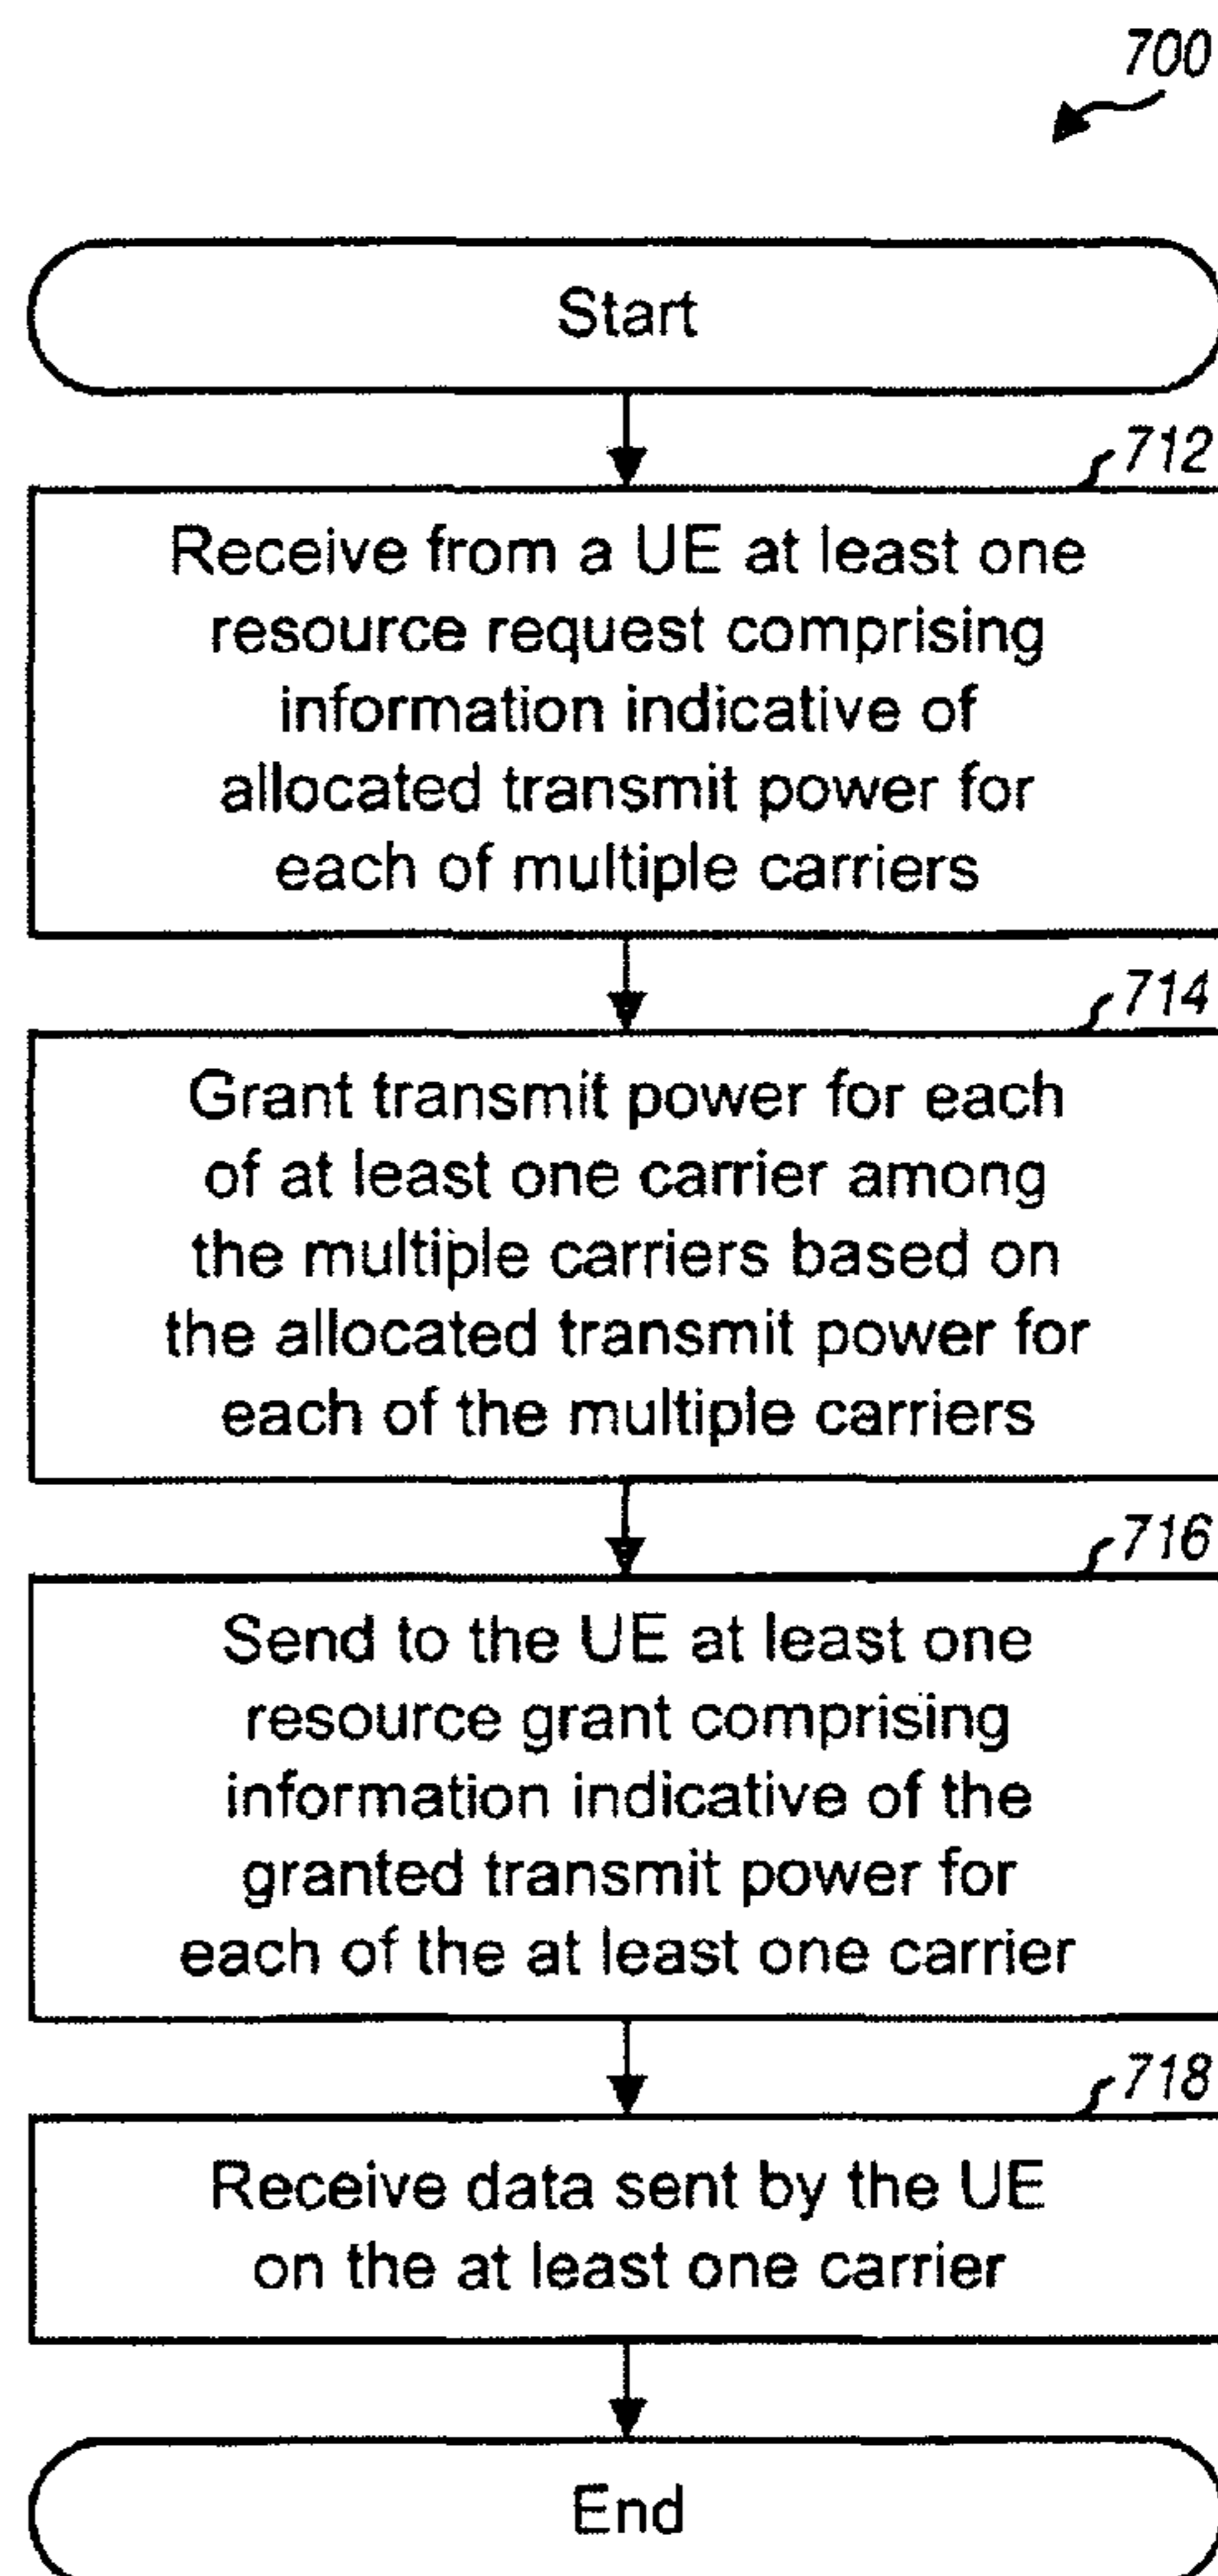 700
Start
712
Receive from a UE at least one
resource request comprising
information indicative of
allocated transmit power for
each of multiple carriers
714
Grant transmit power for each
of at least one carrier among
the multiple carriers based on
the allocated transmit power for
each of the multiple carriers
716
Send to the UE at least one
resource grant comprising
information indicative of the
granted transmit power for
each of the at least one carrier
718
Receive data sent by the UE
on the at least one carrier
End